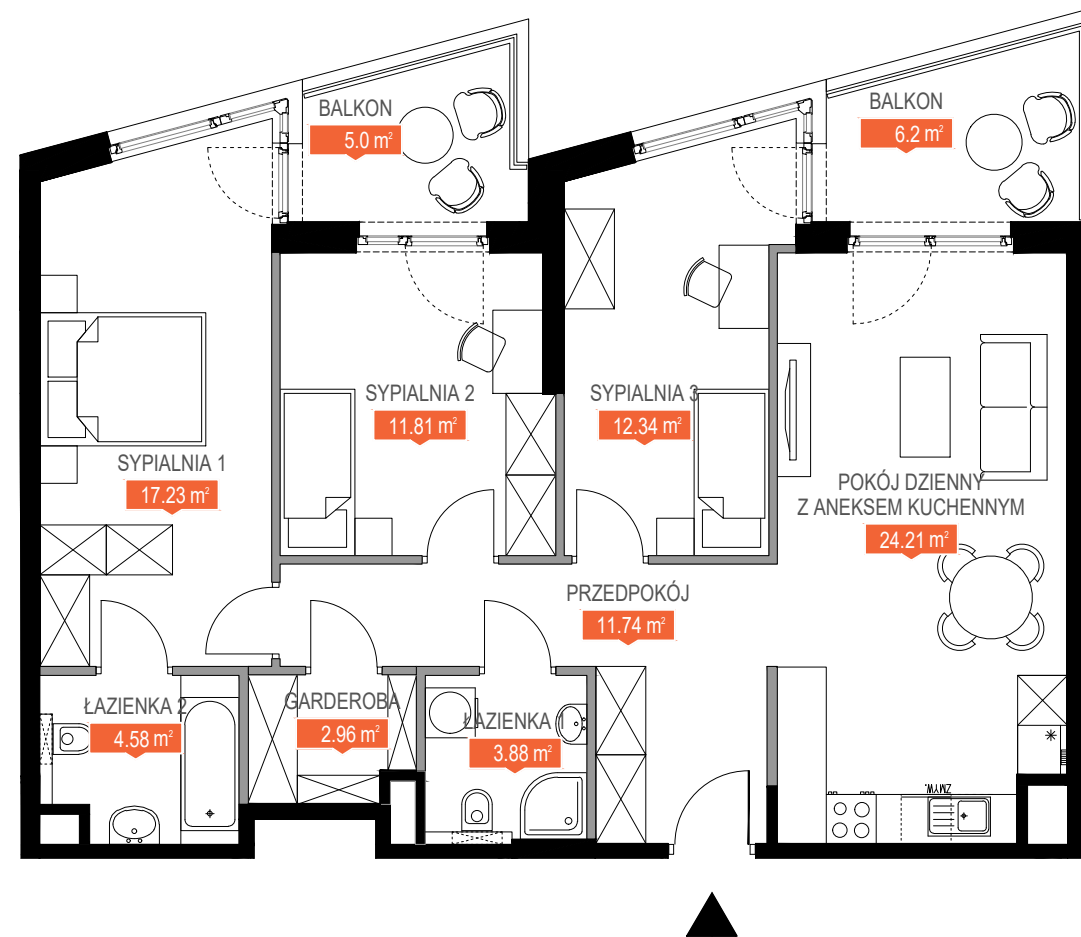 BALKON
5.0 m²
BALKON
6.2 m²
SYPIALNIA 2
11.81 m²
SYPIALNIA 3
12.34 m²
SYPIALNIA 1
17.23 m²
POKÓJ DZIENNY
Z ANEKSEM KUCHENNYM
24.21 m²
PRZEDPOKÓJ
11.74 m²
ŁAZIENKA 2
4.58 m²
GARDEROBA
2.96 m²
ŁAZIENKA 1
3.88 m²
ZMYW.